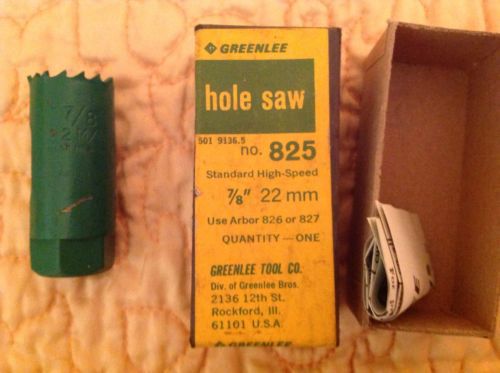 7/8
GREENLEE
hole saw
501 9136.5
no. 825
Standard High-Speed
7/8" 22 mm
Use Arbor 826 or 827
QUANTITY—ONE
GREENLEE TOOL CO.
Div. of Greenlee Bros.
2136 12th St.
Rockford, Ill.
61101 U.S.A.
GREENLEE